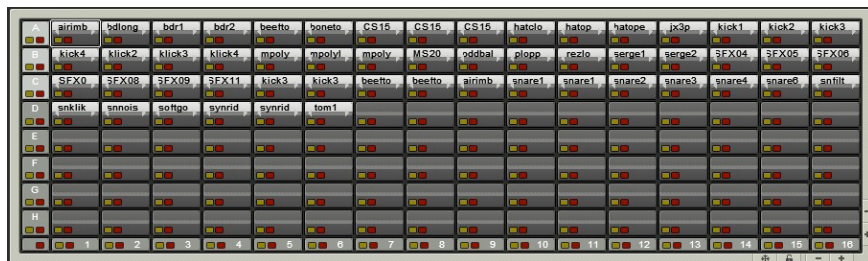 A airimb bdlong bdr1 bdr2 beetto boneto CS15 CS15 CS15 hatclo hatop hatope jx3p kick1 kick2 kick3
B kick4 klick2 klick3 klick4 mpoly mpolyl mpoly MS20 oddbal plopp rezlo serge1 serge2 SFX04 SFX05 SFX06
C SFX0 SFX08 SFX09 SFX11 kick3 kick3 beetto beetto airimb snare1 snare1 snare2 snare3 snare4 snare6 snfilt
D snklik snnois softgo synrid synrid tom1
E
F
G
H
1 2 3 4 5 6 7 8 9 10 11 12 13 14 15 16